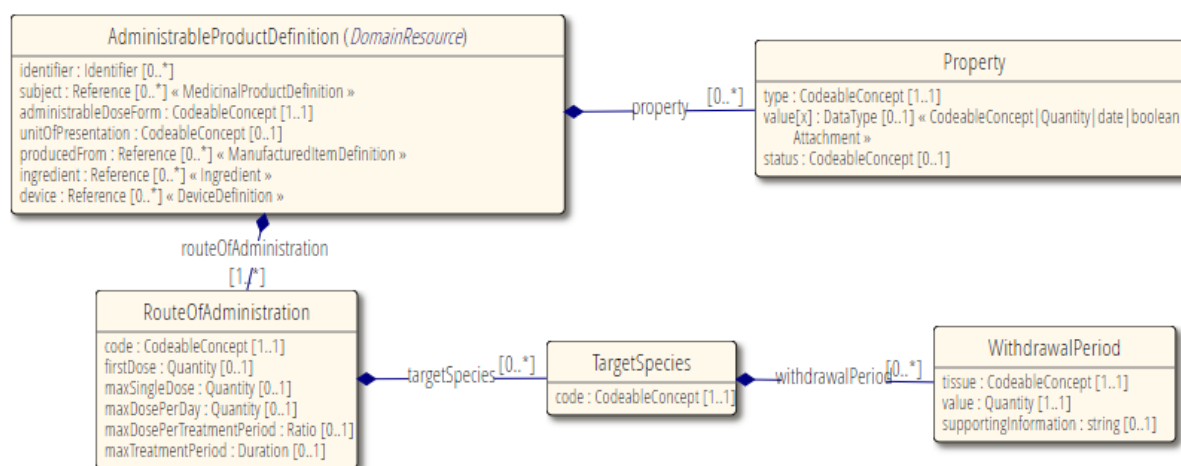 AdministrableProductDefinition (DomainResource)
identifier : Identifier [0..*]
subject : Reference [0..*] « MedicinalProductDefinition »
administrableDoseForm : CodeableConcept [1..1]
unitOfPresentation : CodeableConcept [0..1]
producedFrom : Reference [0..*] « ManufacturedItemDefinition »
ingredient : Reference [0..*] « Ingredient »
device : Reference [0..*] « DeviceDefinition »
property
[0..*]
Property
type : CodeableConcept [1..1]
value[x] : DataType [0..1] « CodeableConcept|Quantity|date|boolean
Attachment »
status : CodeableConcept [0..1]
routeOfAdministration
[1..*]
RouteOfAdministration
code : CodeableConcept [1..1]
firstDose : Quantity [0..1]
maxSingleDose : Quantity [0..1]
maxDosePerDay : Quantity [0..1]
maxDosePerTreatmentPeriod : Ratio [0..1]
maxTreatmentPeriod : Duration [0..1]
targetSpecies
[0..*]
TargetSpecies
code : CodeableConcept [1..1]
withdrawalPeriod
[0..*]
WithdrawalPeriod
tissue : CodeableConcept [1..1]
value : Quantity [1..1]
supportingInformation : string [0..1]